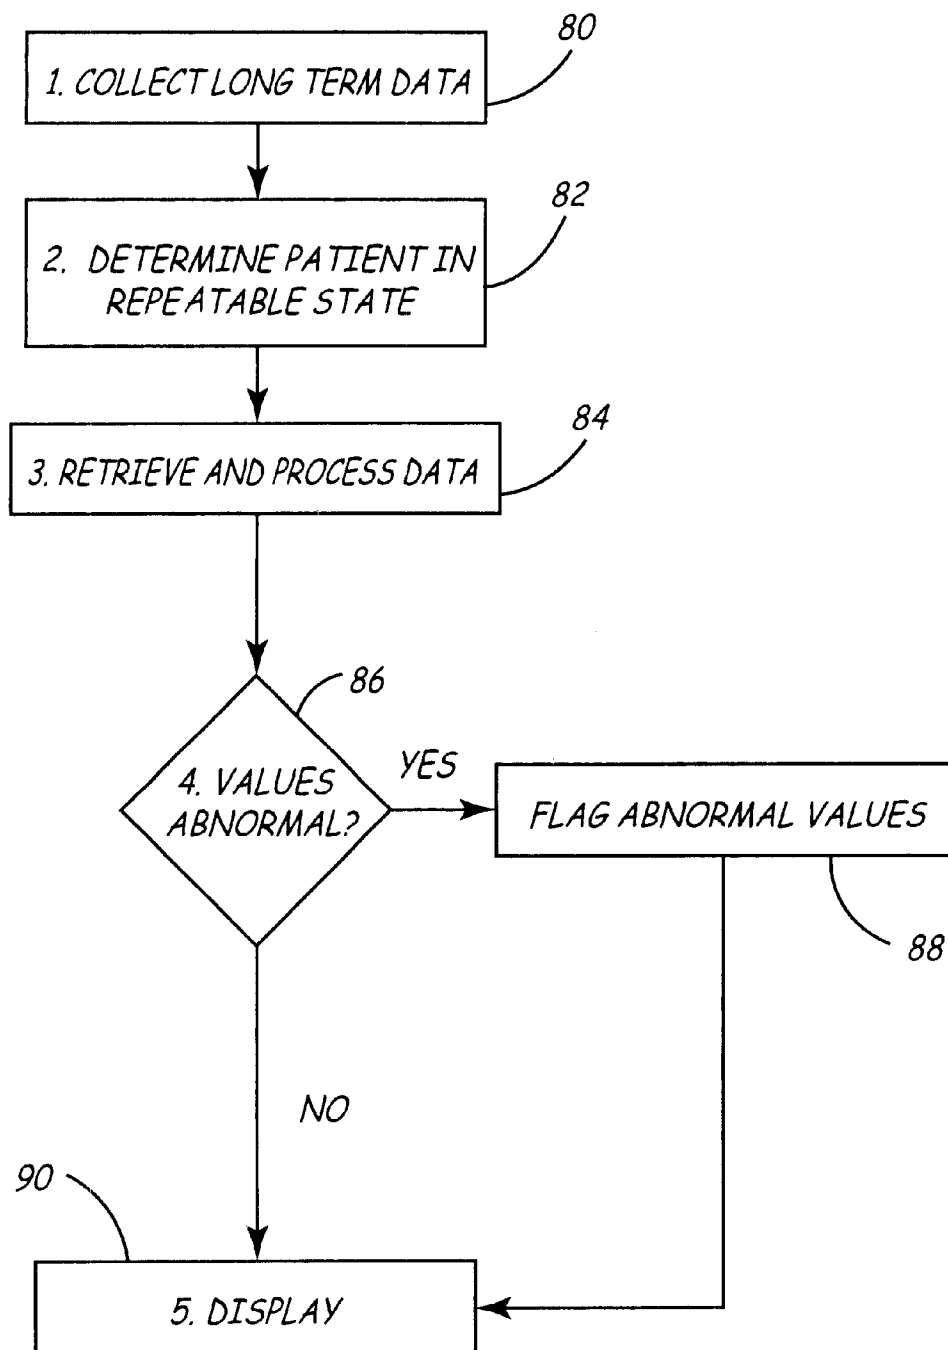 80
1. COLLECT LONG TERM DATA
82
2. DETERMINE PATIENT IN
REPEATABLE STATE
84
3. RETRIEVE AND PROCESS DATA
86
4. VALUES
ABNORMAL?
YES
FLAG ABNORMAL VALUES
88
NO
90
5. DISPLAY